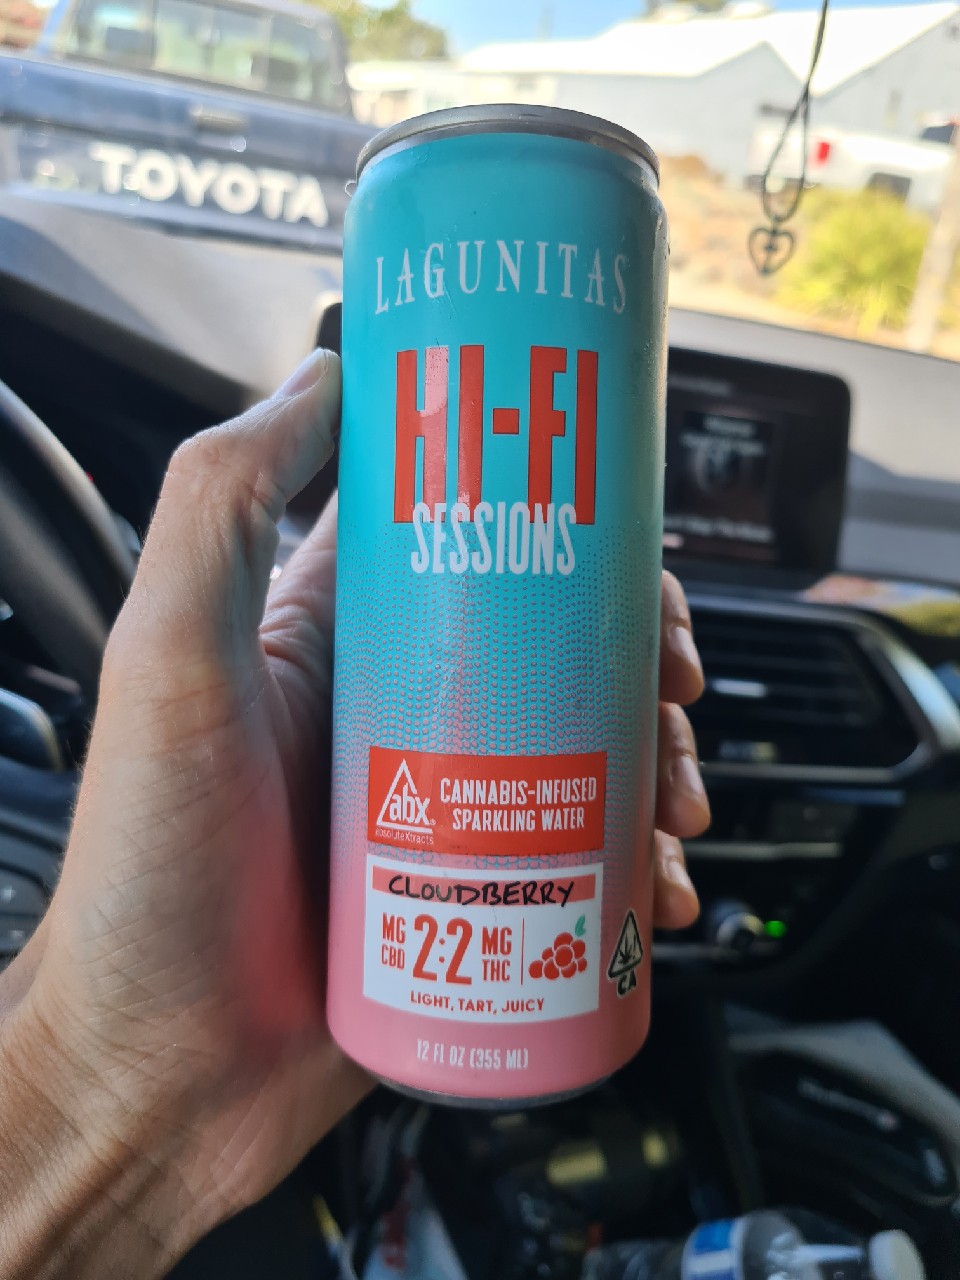 TOYOTA
LAGUNITAS
HI-FI
SESSIONS
abx
absoluteXtracts
CANNABIS-INFUSED
SPARKLING WATER
CLOUDBERRY
MG
CBD
2:2
MG
THC
LIGHT, TART, JUICY
CA
12 FL OZ (355 ML)